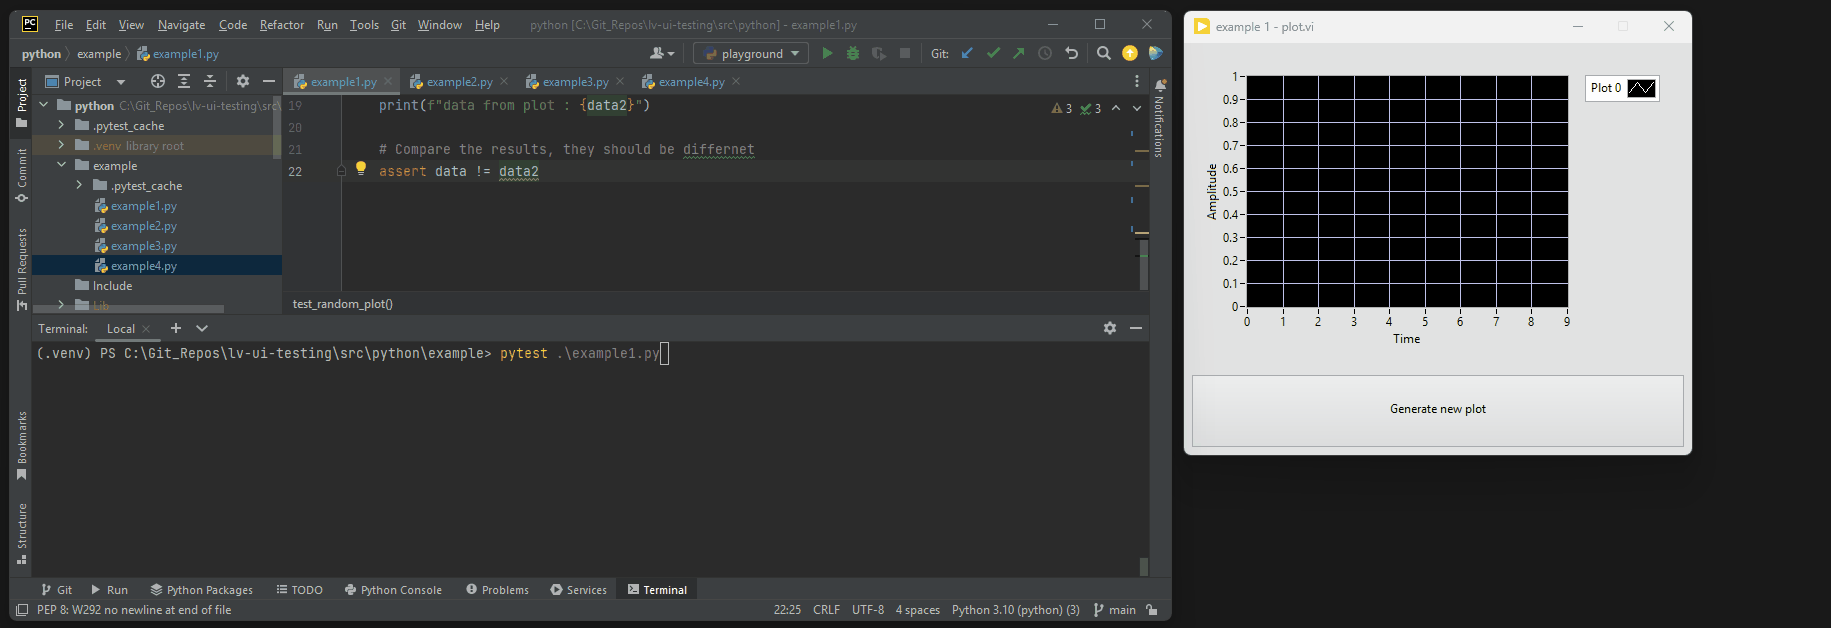 PC File Edit View Navigate Code Refactor Run Tools Git Window Help python [C:\Git_Repos\lv-ui-testing\src\python] - example1.py
python example example1.py playground Git:
Project example1.py example2.py example3.py example4.py
Project
Commit
Pull Requests
Bookmarks
Structure
python C:\Git_Repos\lv-ui-testing\src\
.pytest_cache
.venv library root
example
.pytest_cache
example1.py
example2.py
example3.py
example4.py
Include
Lib
19 print(f"data from plot : {data2}")
20
21 # Compare the results, they should be differnet
22 assert data != data2
3 3
Notifications
test_random_plot()
Terminal: Local
(.venv) PS C:\Git_Repos\lv-ui-testing\src\python\example> pytest .\example1.py
Git Run Python Packages TODO Python Console Problems Services Terminal
PEP 8: W292 no newline at end of file 22:25 CRLF UTF-8 4 spaces Python 3.10 (python) (3) main
example 1 - plot.vi
Plot 0
Amplitude
1
0.9
0.8
0.7
0.6
0.5
0.4
0.3
0.2
0.1
0
0 1 2 3 4 5 6 7 8 9
Time
Generate new plot